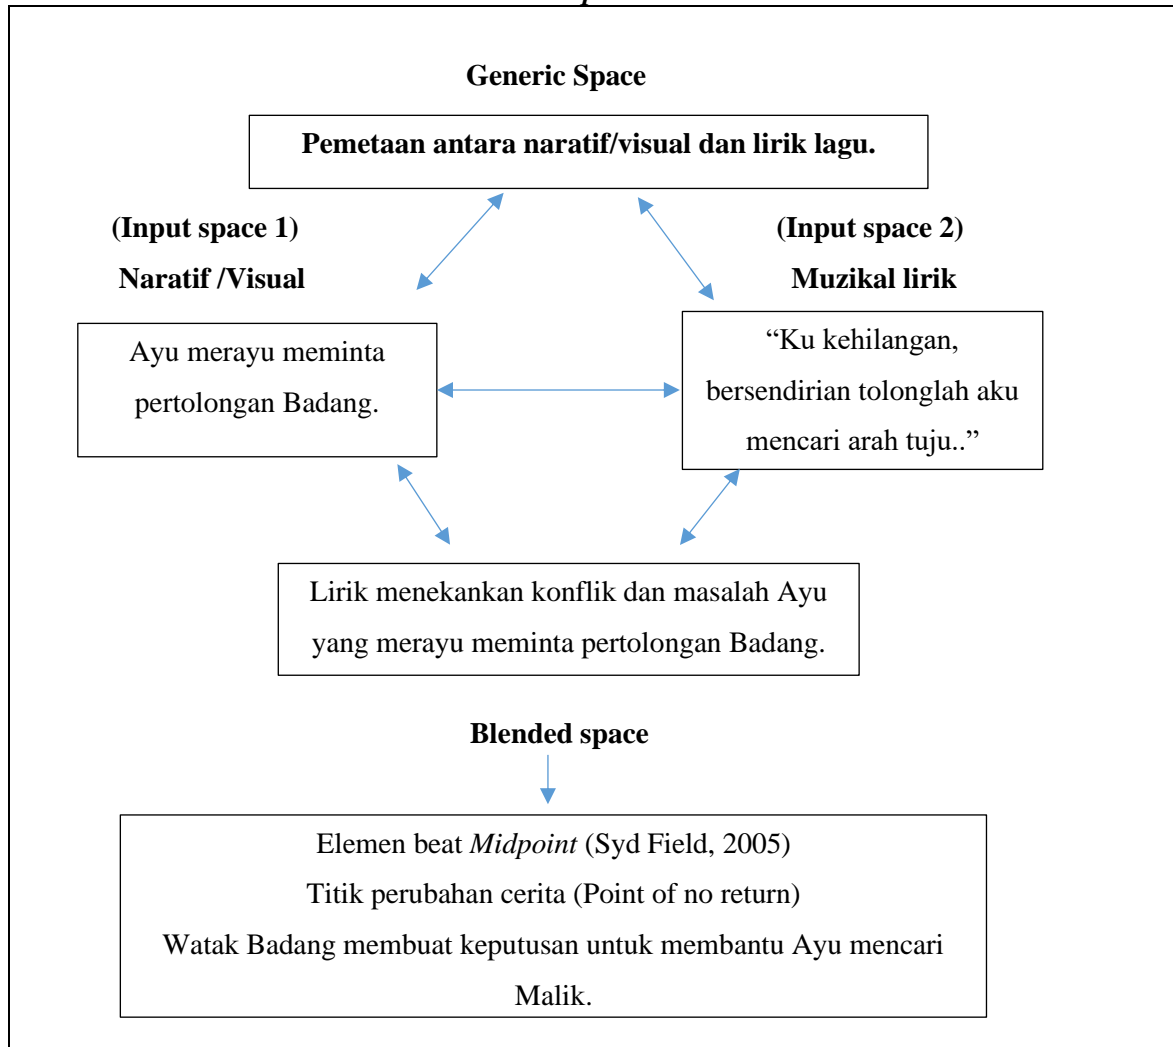 Generic Space
Pemetaan antara naratif/visual dan lirik lagu.
(Input space 1)
Naratif /Visual
(Input space 2)
Muzikal lirik
Ayu merayu meminta
pertolongan Badang.
“Ku kehilangan,
bersendirian tolonglah aku
mencari arah tuju..”
Lirik menekankan konflik dan masalah Ayu
yang merayu meminta pertolongan Badang.
Blended space
Elemen beat Midpoint (Syd Field, 2005)
Titik perubahan cerita (Point of no return)
Watak Badang membuat keputusan untuk membantu Ayu mencari
Malik.